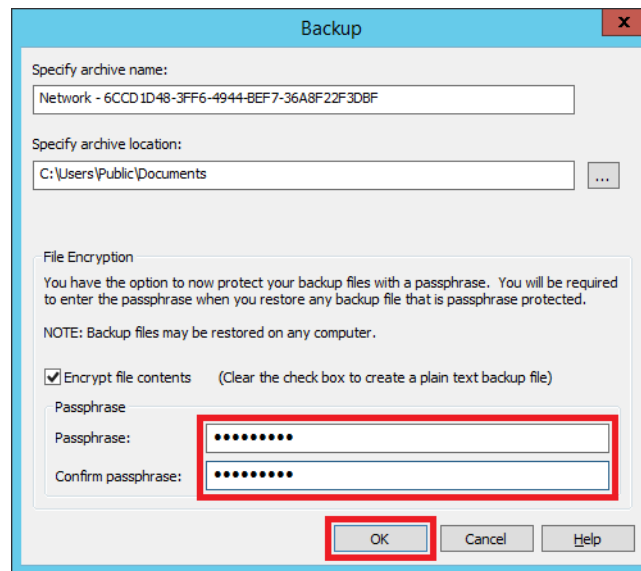 Backup
x
Specify archive name:
Network - 6CCD1D48-3FF6-4944-BEF7-36A8F22F3DBF
Specify archive location:
C:\Users\Public\Documents
...
File Encryption
You have the option to now protect your backup files with a passphrase.  You will be required
to enter the passphrase when you restore any backup file that is passphrase protected.
NOTE: Backup files may be restored on any computer.
Encrypt file contents    (Clear the check box to create a plain text backup file)
Passphrase
Passphrase: •••••••••
Confirm passphrase: •••••••••
OK    Cancel    Help